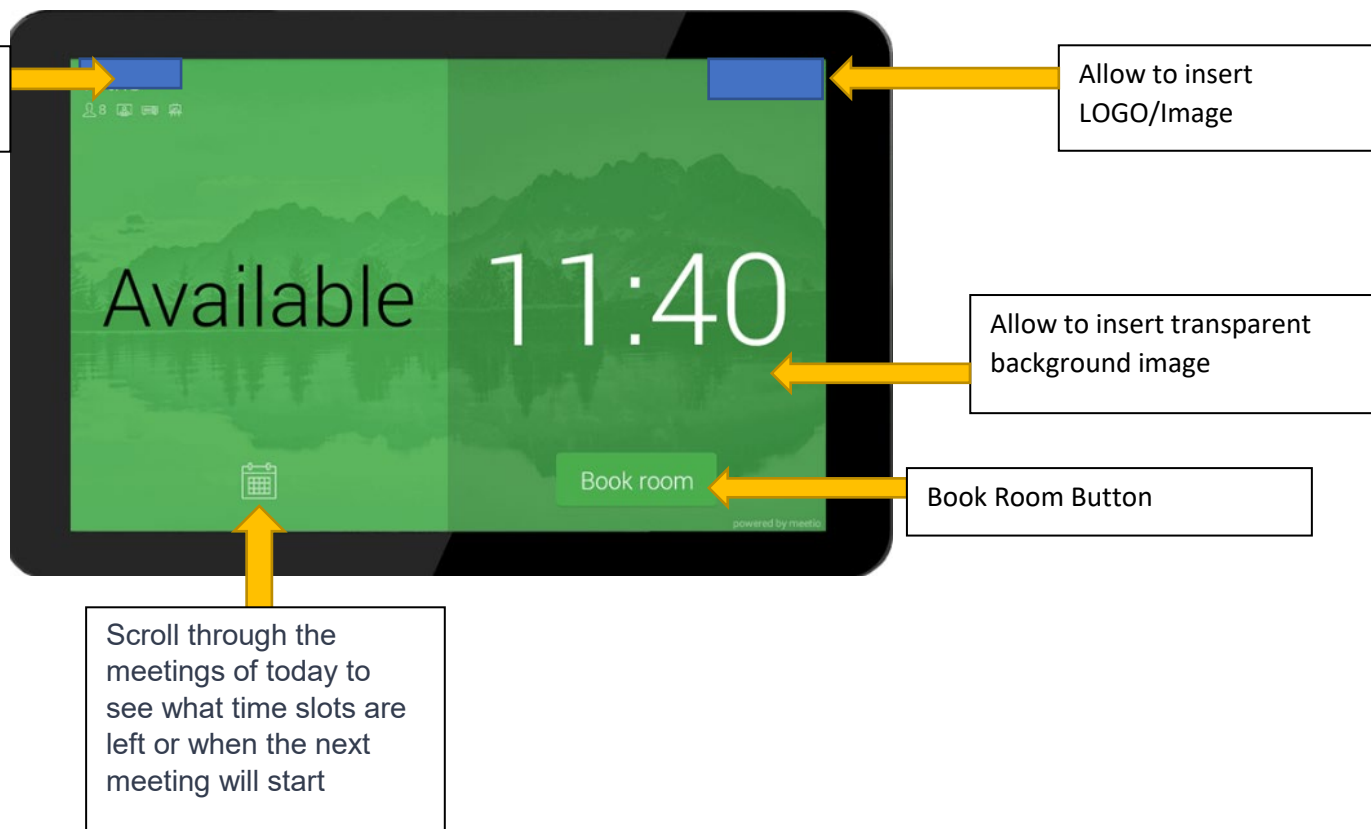 Allow to insert
LOGO/Image
8
Available
11:40
Allow to insert transparent
background image
Book room
Book Room Button
powered by meetio
Scroll through the
meetings of today to
see what time slots are
left or when the next
meeting will start